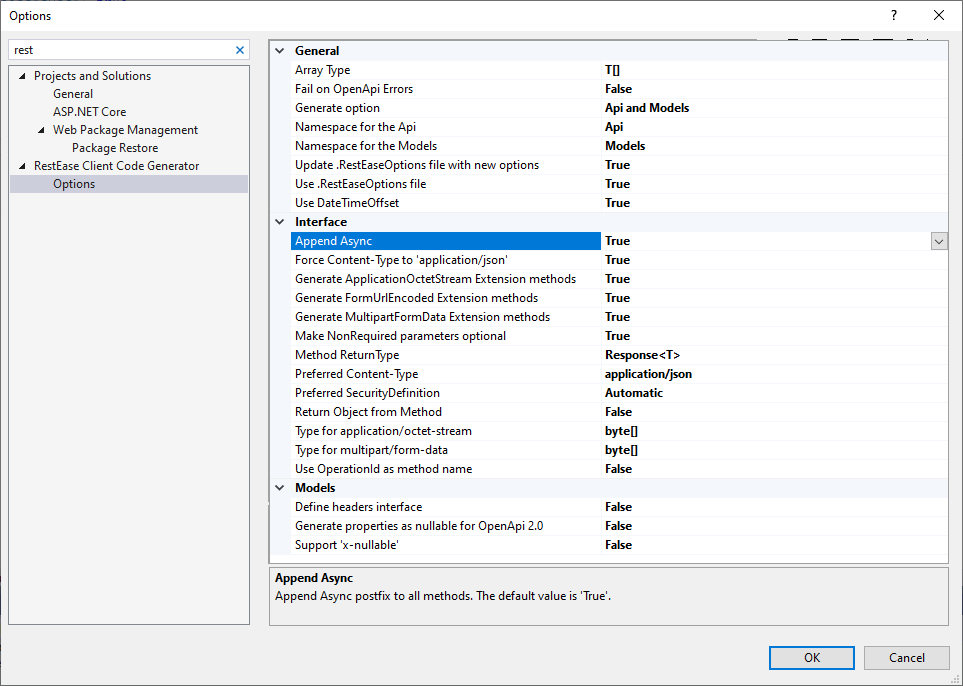 Options
?
rest
Projects and Solutions
General
ASP.NET Core
Web Package Management
Package Restore
RestEase Client Code Generator
Options
General
Array Type T[]
Fail on OpenApi Errors False
Generate option Api and Models
Namespace for the Api Api
Namespace for the Models Models
Update .RestEaseOptions file with new options True
Use .RestEaseOptions file True
Use DateTimeOffset True
Interface
Append Async True
Force Content-Type to 'application/json' True
Generate ApplicationOctetStream Extension methods True
Generate FormUrlEncoded Extension methods True
Generate MultipartFormData Extension methods True
Make NonRequired parameters optional True
Method ReturnType Response<T>
Preferred Content-Type application/json
Preferred SecurityDefinition Automatic
Return Object from Method False
Type for application/octet-stream byte[]
Type for multipart/form-data byte[]
Use OperationId as method name False
Models
Define headers interface False
Generate properties as nullable for OpenApi 2.0 False
Support 'x-nullable' False
Append Async
Append Async postfix to all methods. The default value is 'True'.
OK Cancel